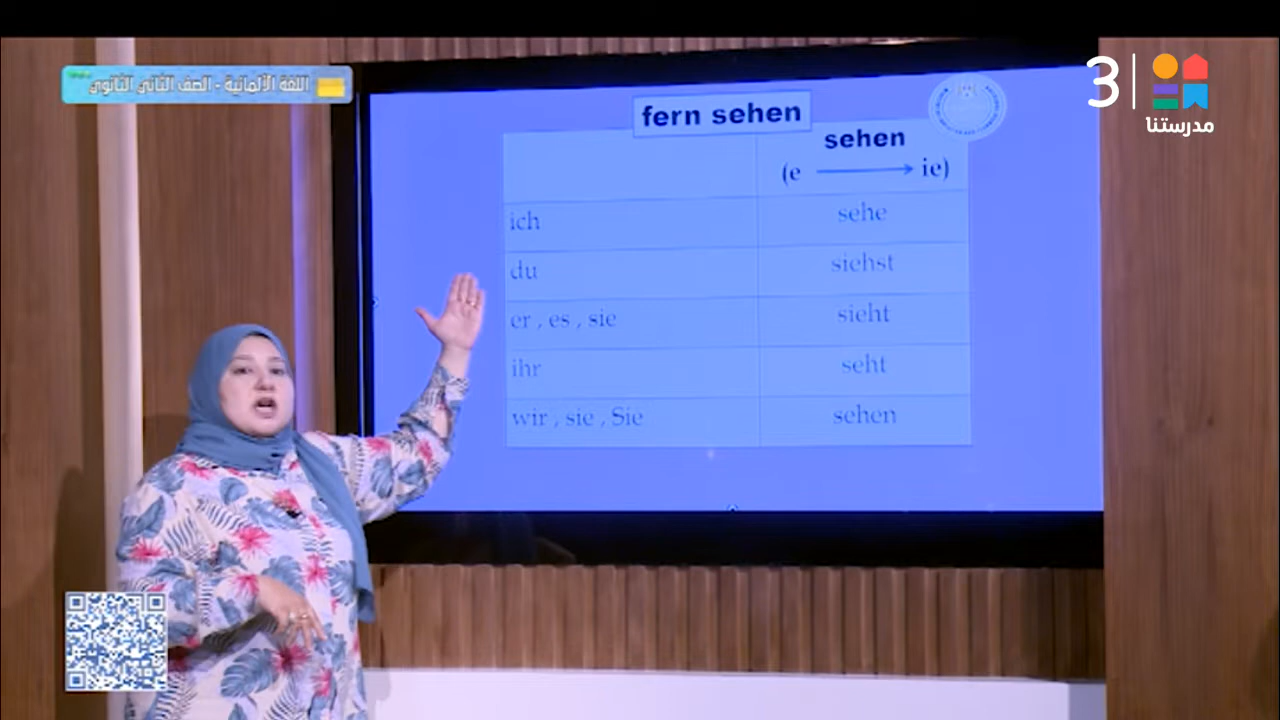 اللغة الألمانية - الصف الثاني الثانوي
3
مدرستنا
fern sehen
sehen
(e → ie)
ich sehe
du siehst
er , es , sie sieht
ihr seht
wir , sie , Sie sehen